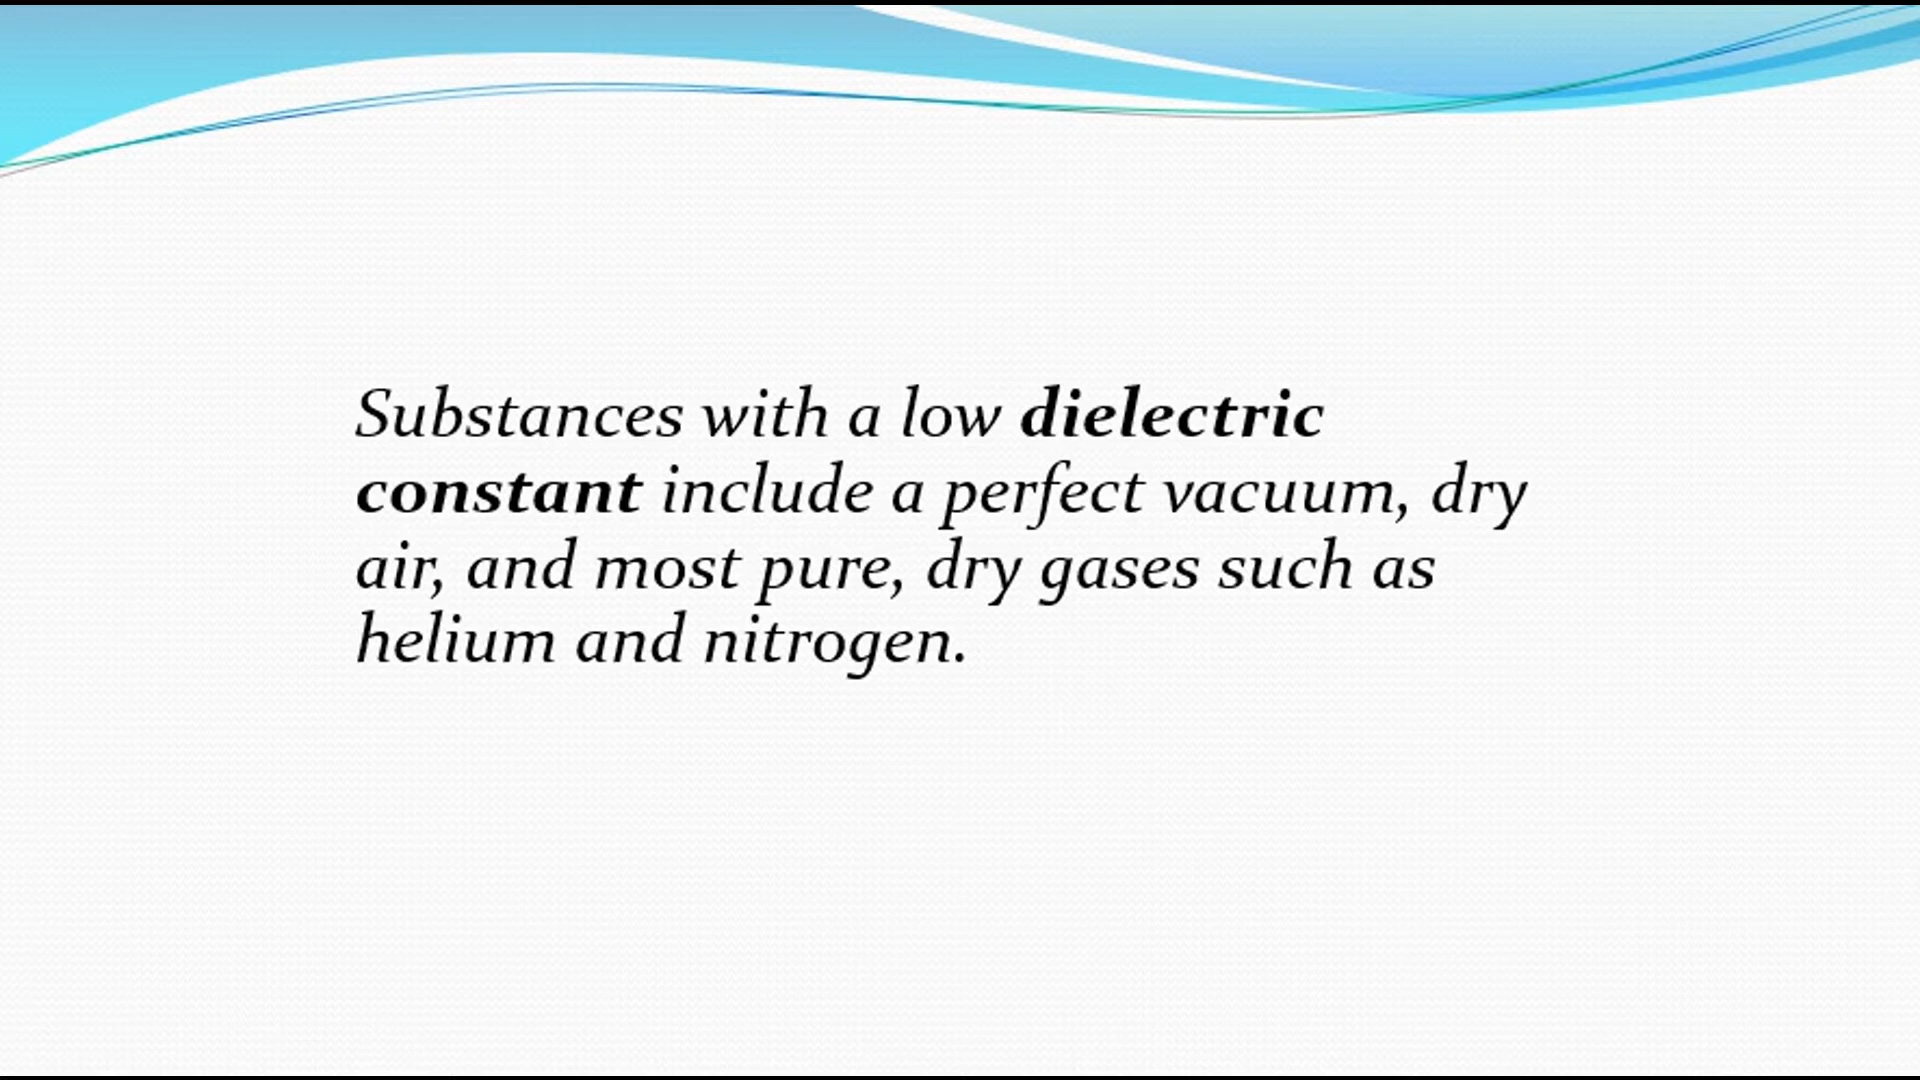 Substances with a low dielectric
constant include a perfect vacuum, dry
air, and most pure, dry gases such as
helium and nitrogen.